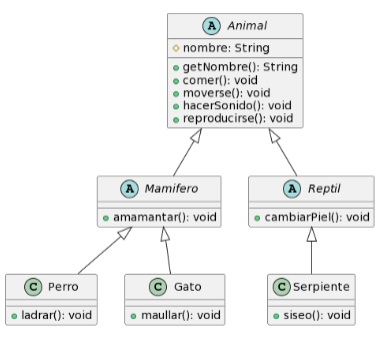 A Animal
nombre: String
getNombre(): String
comer(): void
moverse(): void
hacerSonido(): void
reproducirse(): void
A Mamifero
amamantar(): void
A Reptil
cambiarPiel(): void
C Perro
ladrar(): void
C Gato
maullar(): void
C Serpiente
siseo(): void